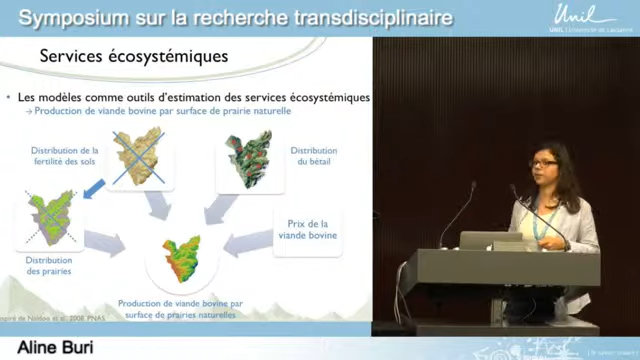 Symposium sur la recherche transdisciplinaire
Unil
UNIL | Université de Lausanne
Services écosystémiques
• Les modèles comme outils d'estimation des services écosystémiques
→ Production de viande bovine par surface de prairie naturelle
Distribution de la
fertilité des sols
Distribution
du bétail
Prix de la
viande bovine
Distribution
des prairies
Production de viande bovine par
surface de prairies naturelles
et al. 2008, PNAS
Aline Buri